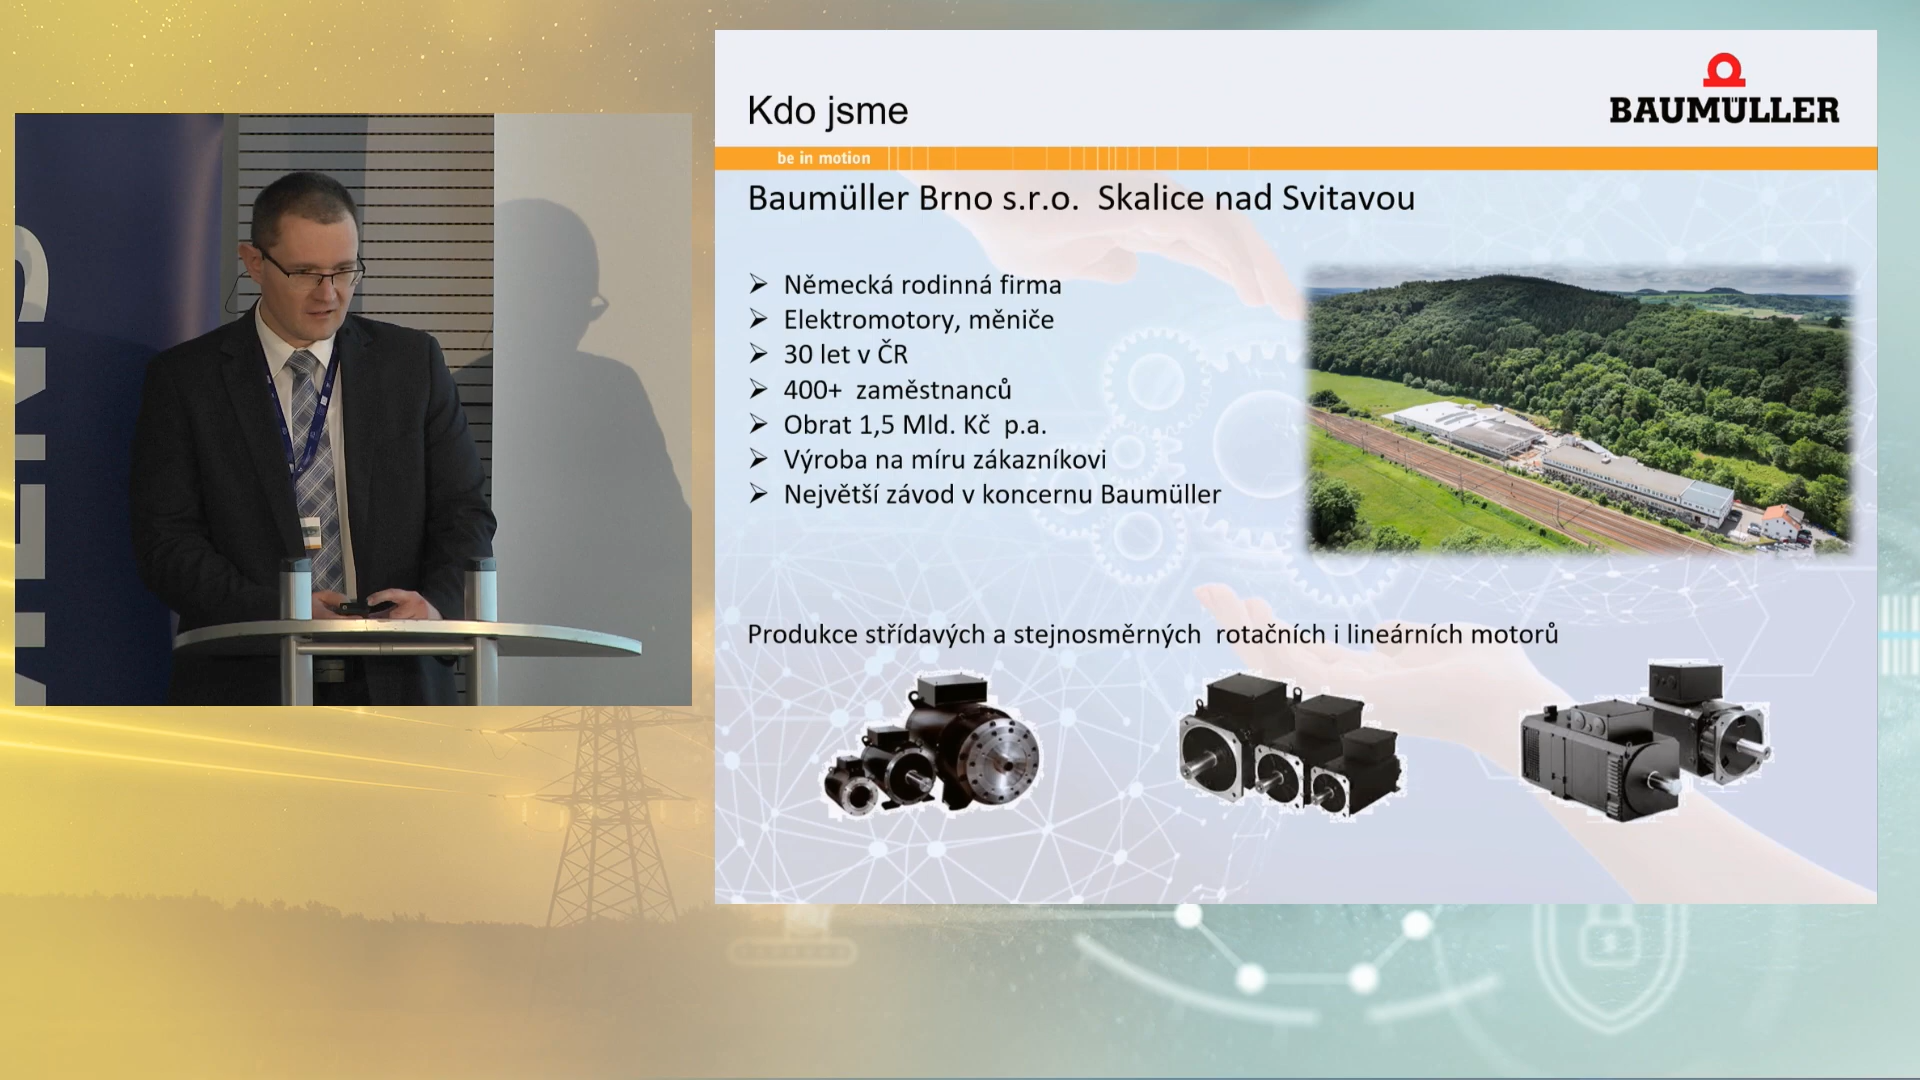 Kdo jsme
BAUMÜLLER
be in motion
Baumüller Brno s.r.o. Skalice nad Svitavou
➢ Německá rodinná firma
➢ Elektromotory, měniče
➢ 30 let v ČR
➢ 400+ zaměstnanců
➢ Obrat 1,5 Mld. Kč p.a.
➢ Výroba na míru zákazníkovi
➢ Největší závod v koncernu Baumüller
Produkce střídavých a stejnosměrných rotačních i lineárních motorů